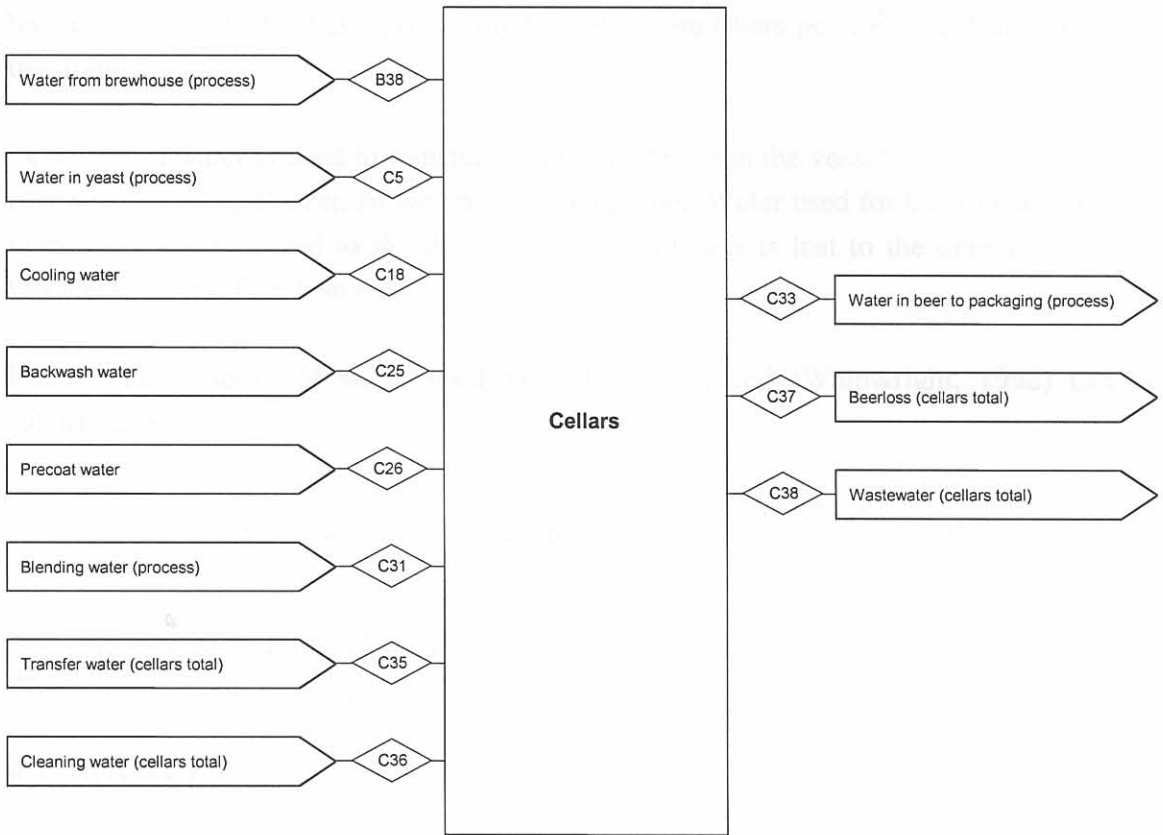 Water from brewhouse (process)
B38
Water in yeast (process)
C5
Cooling water
C18
Backwash water
C25
Precoat water
C26
Blending water (process)
C31
Transfer water (cellars total)
C35
Cleaning water (cellars total)
C36
Cellars
C33
Water in beer to packaging (process)
C37
Beerloss (cellars total)
C38
Wastewater (cellars total)